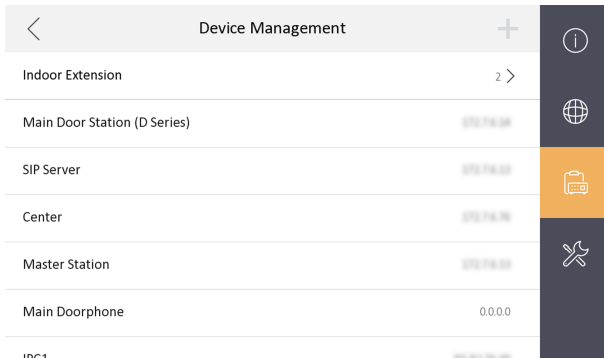 Device Management
Indoor Extension 2
Main Door Station (D Series)
SIP Server
Center
Master Station
Main Doorphone 0.0.0.0
IPC1